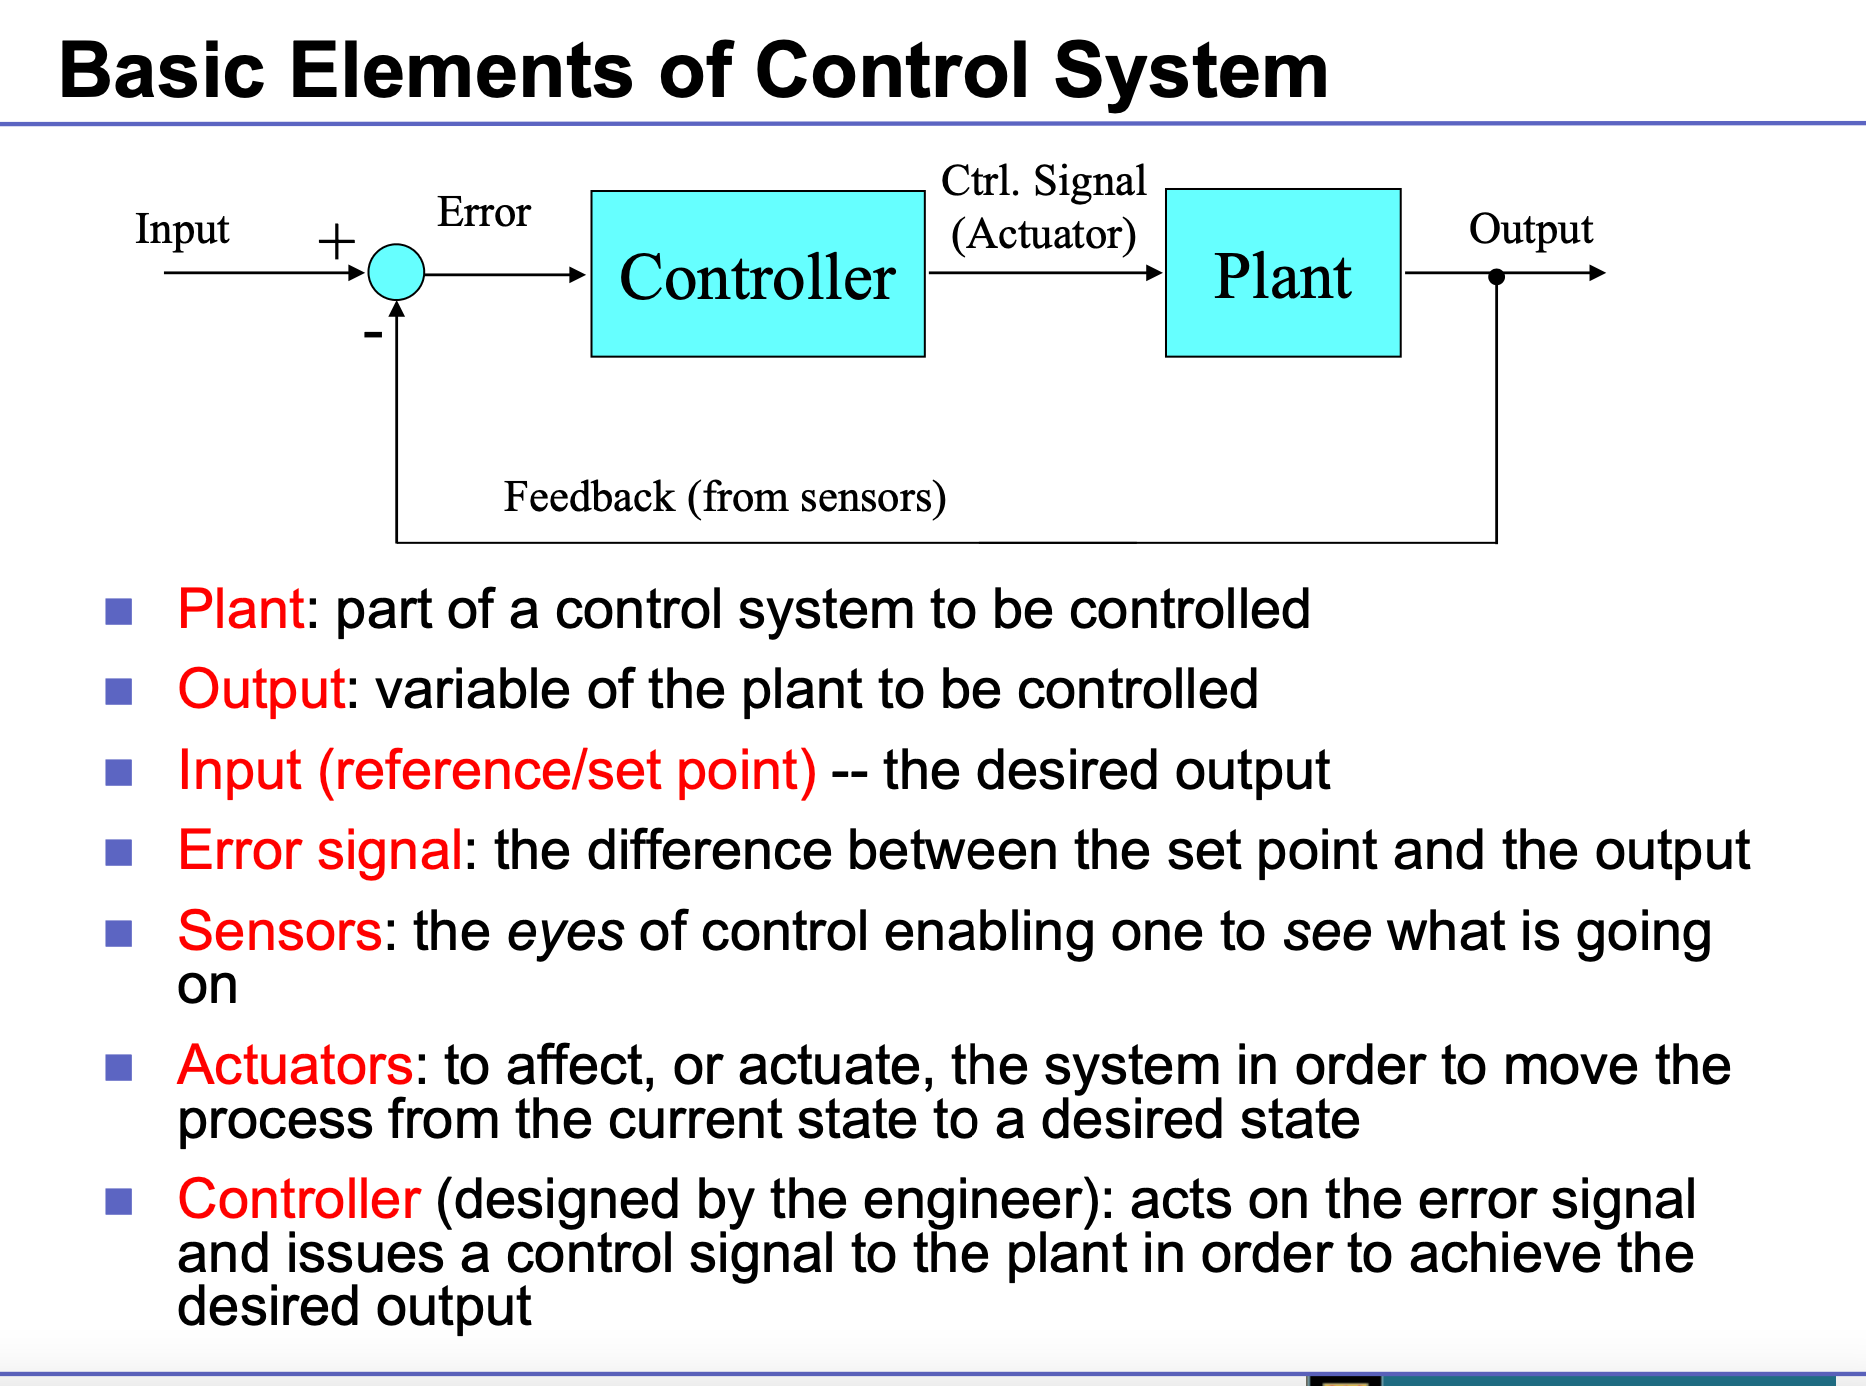 Basic Elements of Control System
Ctrl. Signal
Input
+
Error
(Actuator)
Output
Controller
Plant
-
Feedback (from sensors)
Plant: part of a control system to be controlled
Output: variable of the plant to be controlled
Input (reference/set point) -- the desired output
Error signal: the difference between the set point and the output
Sensors: the eyes of control enabling one to see what is going
on
Actuators: to affect, or actuate, the system in order to move the
process from the current state to a desired state
Controller (designed by the engineer): acts on the error signal
and issues a control signal to the plant in order to achieve the
desired output